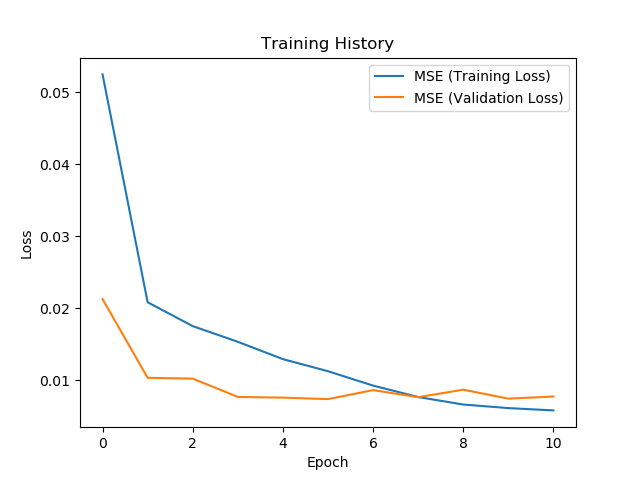 Training History
MSE (Training Loss)
MSE (Validation Loss)
0.05
0.04
0.03
0.02
0.01
Loss
0 2 4 6 8 10
Epoch